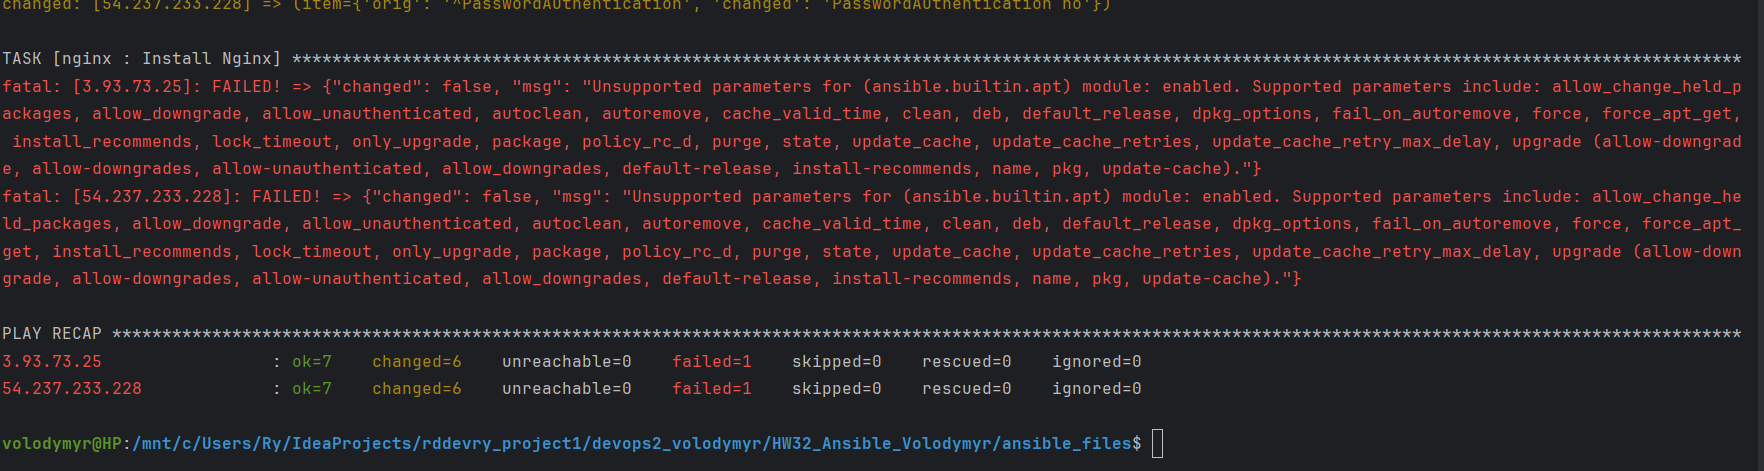 changed: [54.237.233.228] => (item={'orig': '^PasswordAuthentication', 'changed': 'PasswordAuthentication no'})
TASK [nginx : Install Nginx] *************************************************************************************************************************************************
fatal: [3.93.73.25]: FAILED! => {"changed": false, "msg": "Unsupported parameters for (ansible.builtin.apt) module: enabled. Supported parameters include: allow_change_held_p
ackages, allow_downgrade, allow_unauthenticated, autoclean, autoremove, cache_valid_time, clean, deb, default_release, dpkg_options, fail_on_autoremove, force, force_apt_get,
 install_recommends, lock_timeout, only_upgrade, package, policy_rc_d, purge, state, update_cache, update_cache_retries, update_cache_retry_max_delay, upgrade (allow-downgrad
e, allow-downgrades, allow-unauthenticated, allow_downgrades, default-release, install-recommends, name, pkg, update-cache)."}
fatal: [54.237.233.228]: FAILED! => {"changed": false, "msg": "Unsupported parameters for (ansible.builtin.apt) module: enabled. Supported parameters include: allow_change_he
ld_packages, allow_downgrade, allow_unauthenticated, autoclean, autoremove, cache_valid_time, clean, deb, default_release, dpkg_options, fail_on_autoremove, force, force_apt_
get, install_recommends, lock_timeout, only_upgrade, package, policy_rc_d, purge, state, update_cache, update_cache_retries, update_cache_retry_max_delay, upgrade (allow-down
grade, allow-downgrades, allow-unauthenticated, allow_downgrades, default-release, install-recommends, name, pkg, update-cache)."}
PLAY RECAP *******************************************************************************************************************************************************************
3.93.73.25                 : ok=7    changed=6    unreachable=0    failed=1    skipped=0    rescued=0    ignored=0
54.237.233.228             : ok=7    changed=6    unreachable=0    failed=1    skipped=0    rescued=0    ignored=0
volodymyr@HP:/mnt/c/Users/Ry/IdeaProjects/rddevry_project1/devops2_volodymyr/HW32_Ansible_Volodymyr/ansible_files$